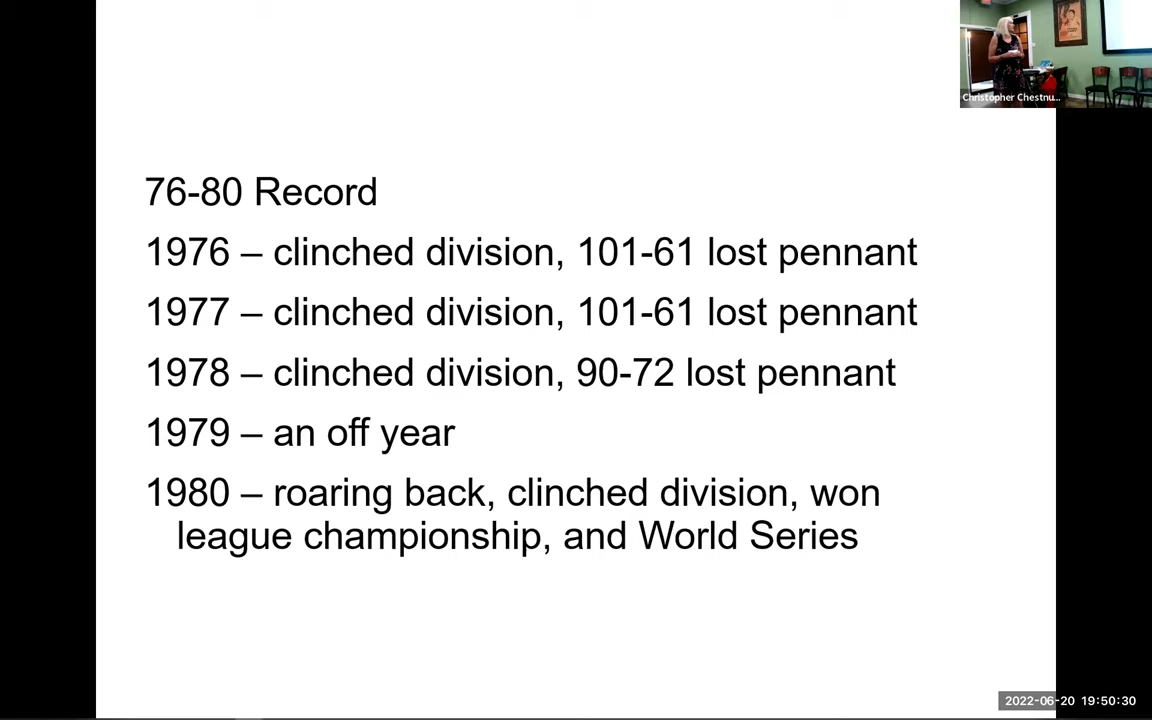 Christopher Chestnu...
76-80 Record
1976 – clinched division, 101-61 lost pennant
1977 – clinched division, 101-61 lost pennant
1978 – clinched division, 90-72 lost pennant
1979 – an off year
1980 – roaring back, clinched division, won
league championship, and World Series
2022-06-20 19:50:30